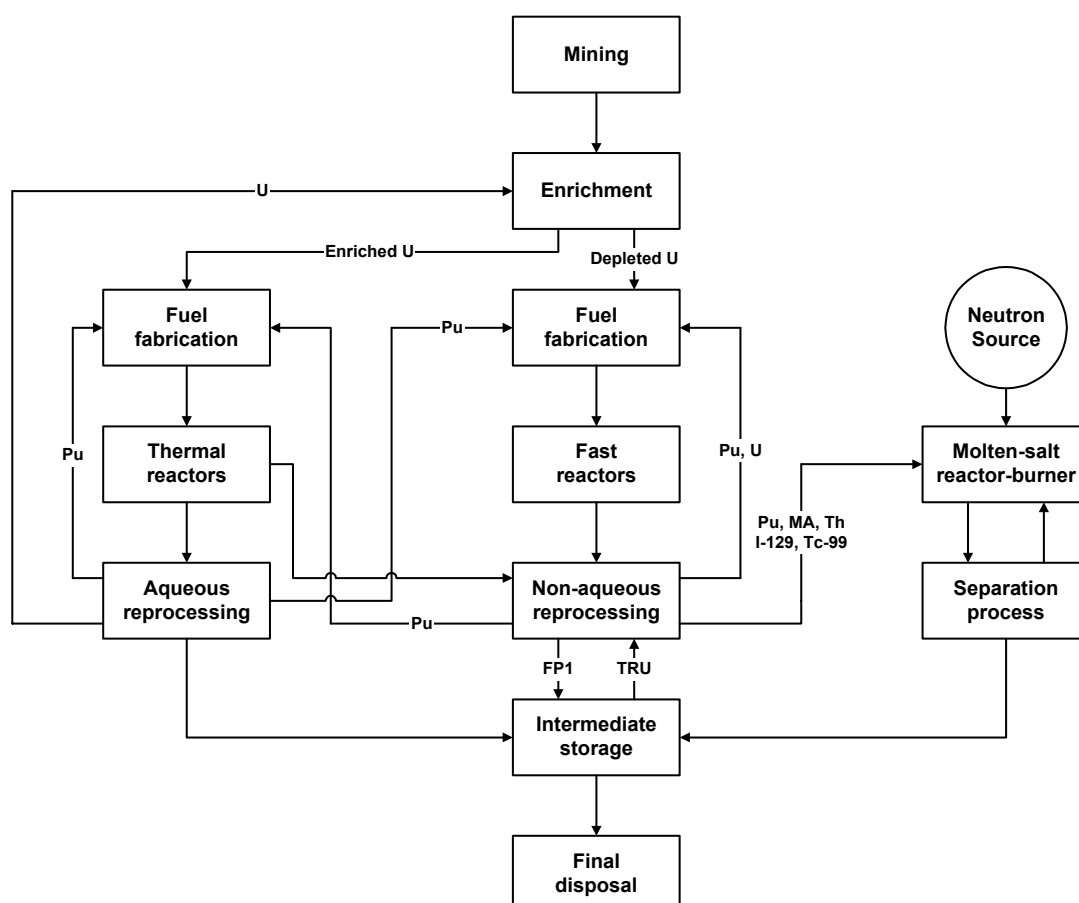 Mining
Enrichment
U
Enriched U
Depleted U
Fuel
fabrication
Pu
Fuel
fabrication
Neutron
Source
Pu
Thermal
reactors
Fast
reactors
Pu, U
Molten-salt
reactor-burner
Pu, MA, Th
I-129, Tc-99
Aqueous
reprocessing
Pu
Non-aqueous
reprocessing
Separation
process
FP1
TRU
Intermediate
storage
Final
disposal